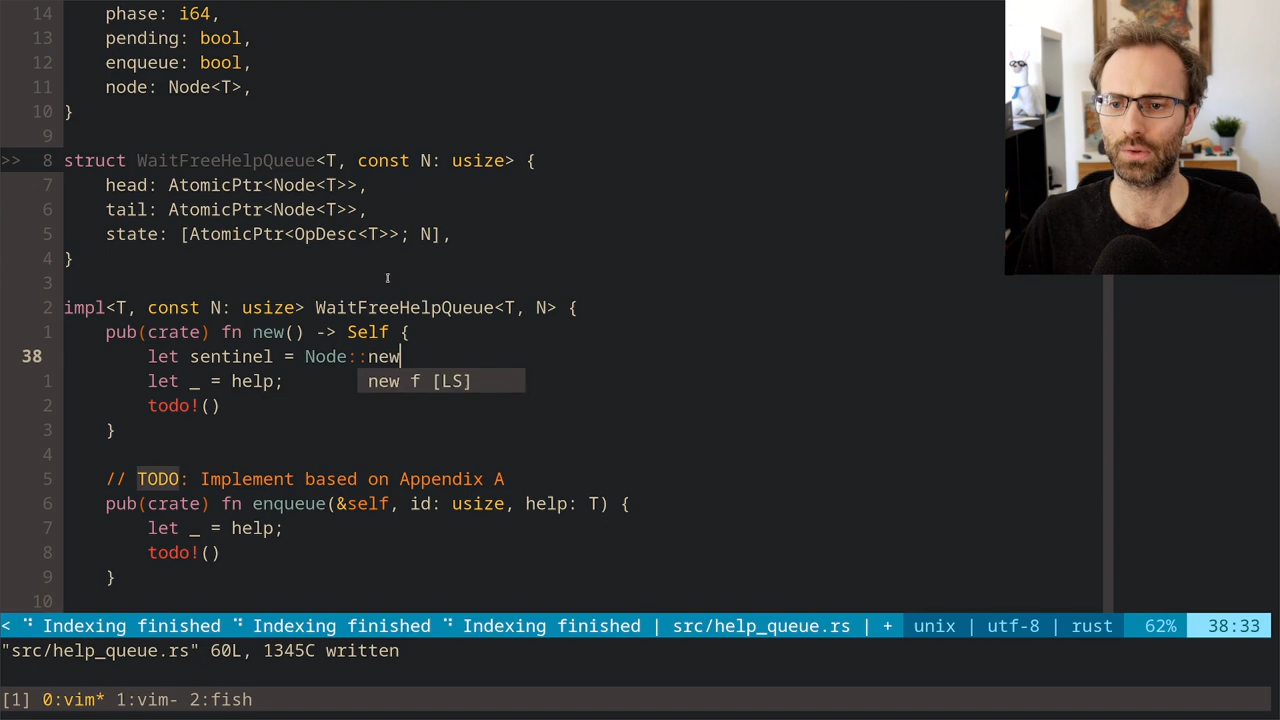 14 phase: i64,
13 pending: bool,
12 enqueue: bool,
11 node: Node<T>,
10 }
9
>> 8 struct WaitFreeHelpQueue<T, const N: usize> {
7 head: AtomicPtr<Node<T>>,
6 tail: AtomicPtr<Node<T>>,
5 state: [AtomicPtr<OpDesc<T>>; N],
4 }
3
2 impl<T, const N: usize> WaitFreeHelpQueue<T, N> {
1 pub(crate) fn new() -> Self {
38 let sentinel = Node::new
1 let _ = help; new f [LS]
2 todo!()
3 }
4
5 // TODO: Implement based on Appendix A
6 pub(crate) fn enqueue(&self, id: usize, help: T) {
7 let _ = help;
8 todo!()
9 }
10
< ⠋ Indexing finished ⠋ Indexing finished ⠋ Indexing finished | src/help_queue.rs | + unix | utf-8 | rust 62% 38:33
"src/help_queue.rs" 60L, 1345C written
[1] 0:vim* 1:vim- 2:fish